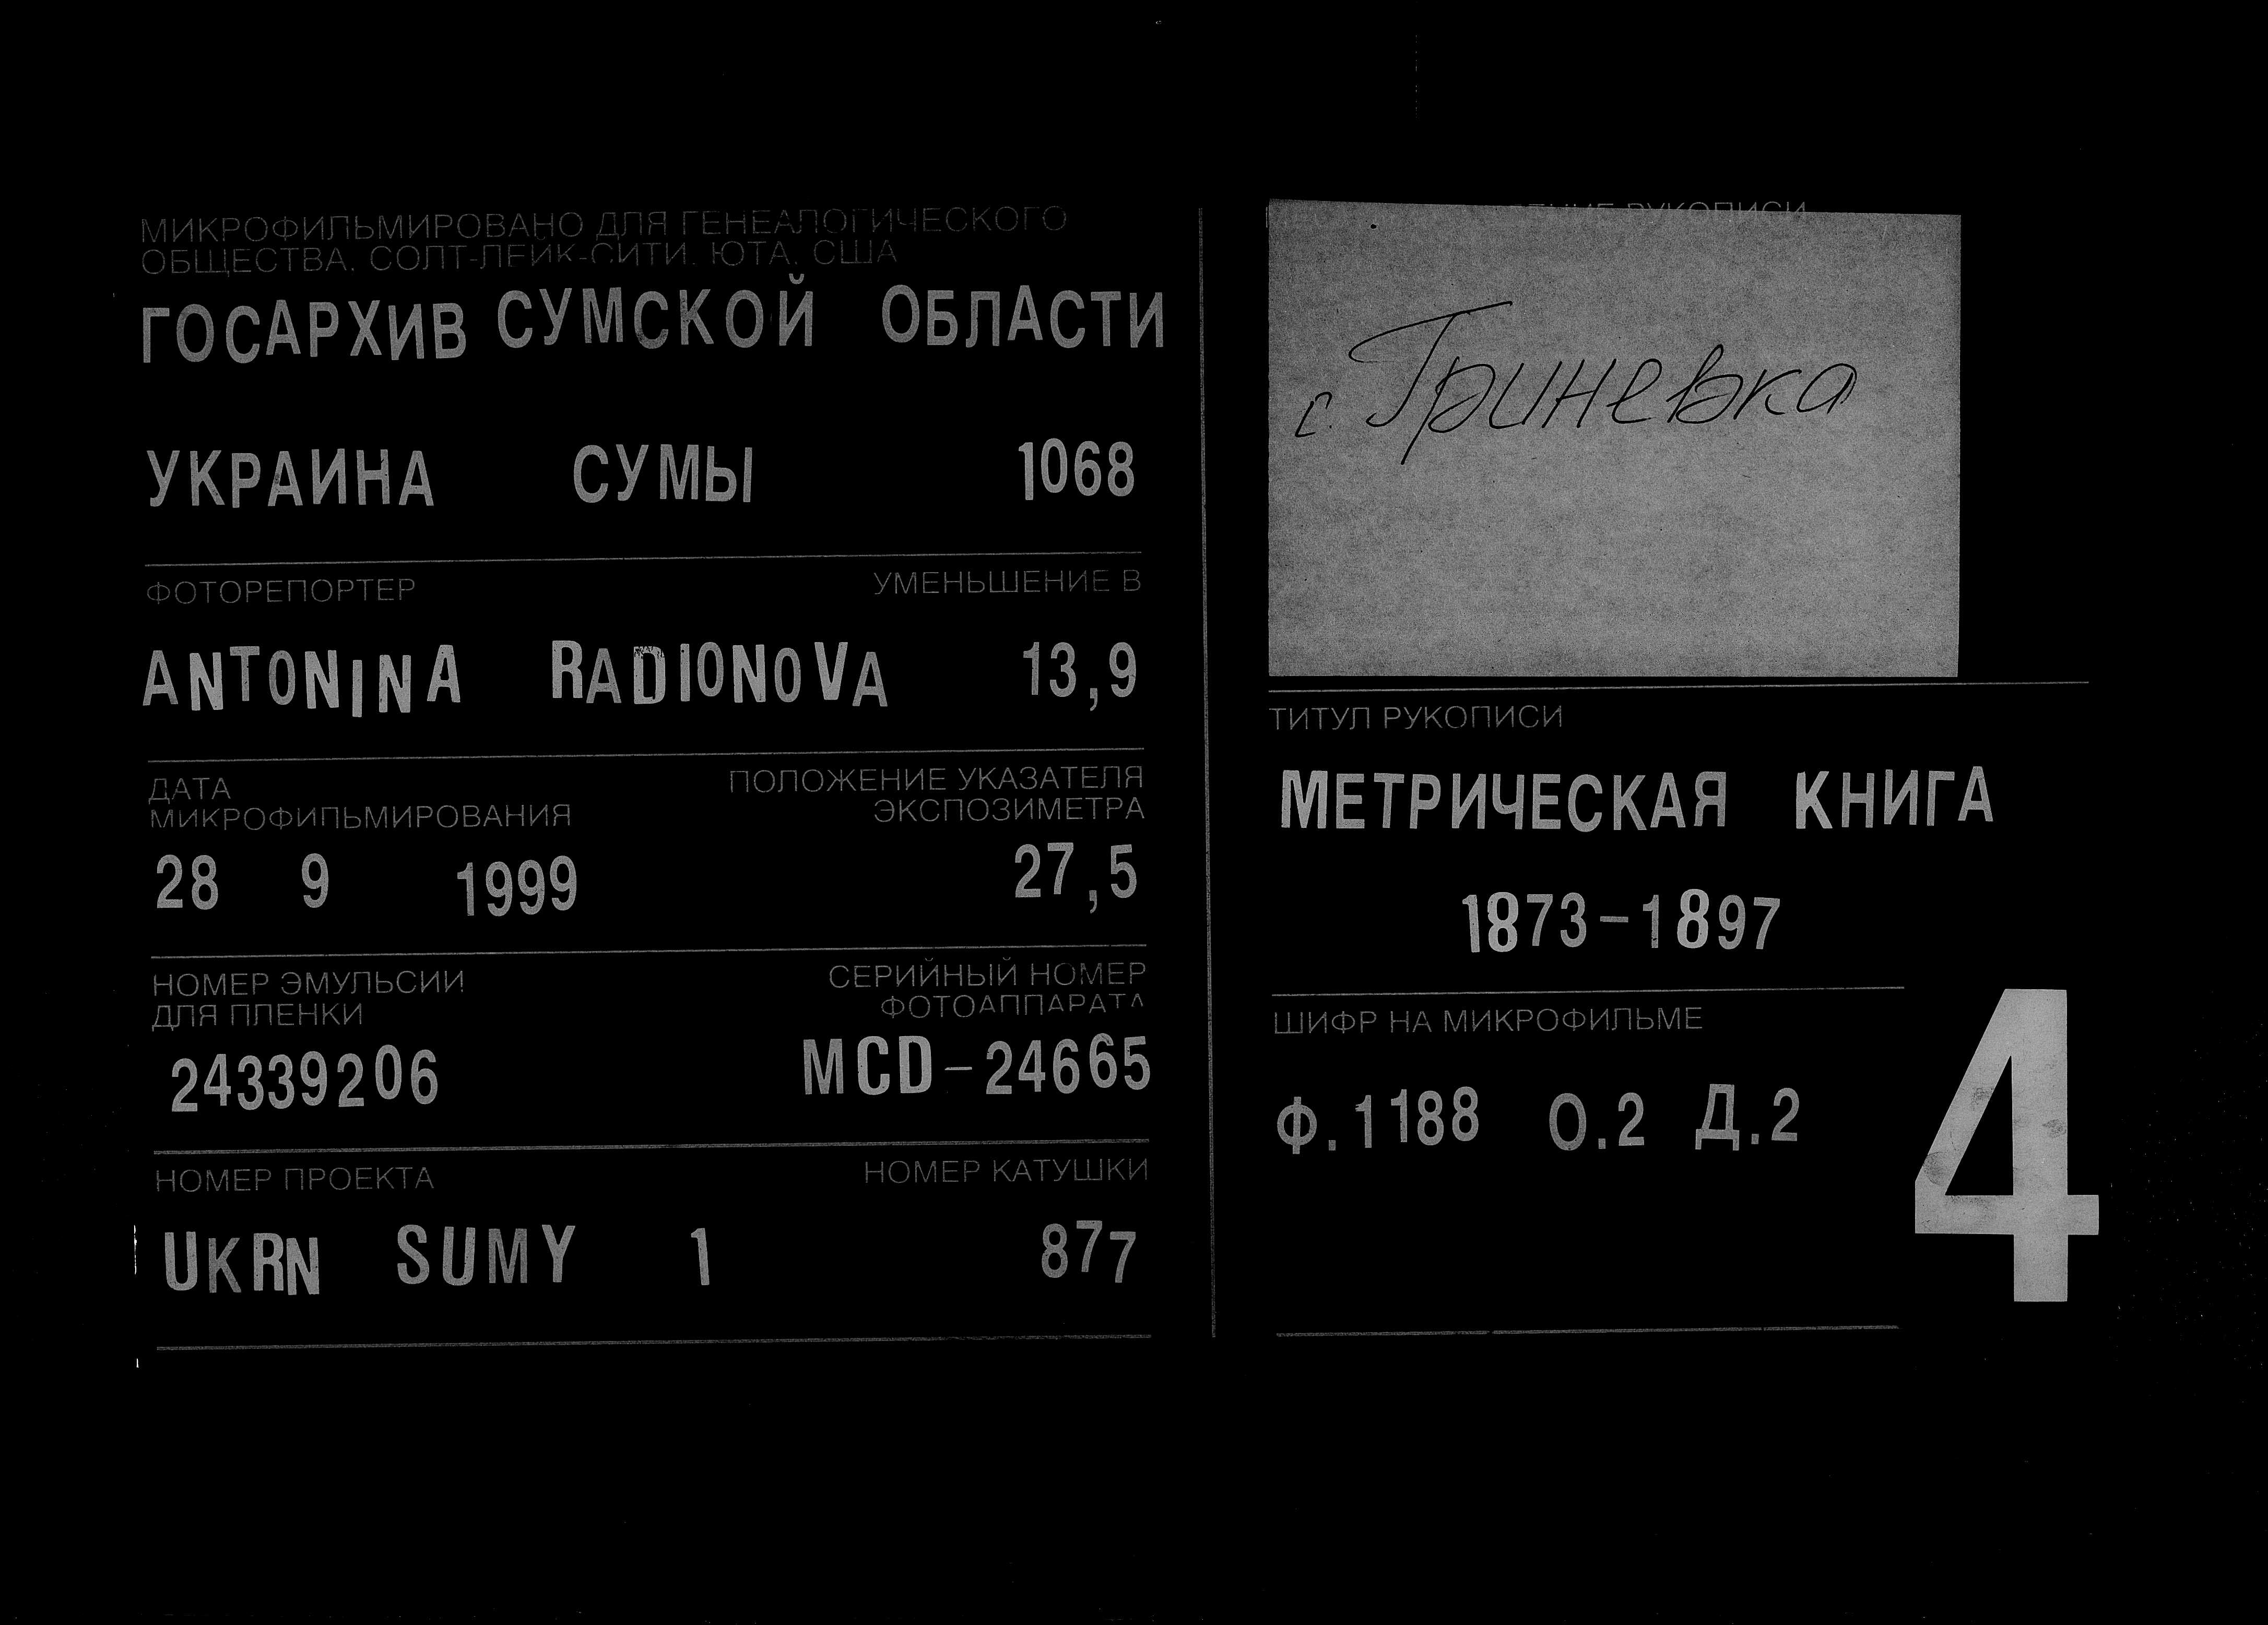 МИКРОФИЛЬМИРОВАНО ДЛЯ ГЕНЕАЛОГИЧЕСКОГО
ОБЩЕСТВА. СОЛТ-ЛЕЙК-СИТИ. ЮТА. США
ГОСАРХИВ СУМСКОЙ ОБЛАСТИ
УКРАИНА СУМЫ 1068
ФОТОРЕПОРТЕР УМЕНЬШЕНИЕ В
ANTONINA RADIONOVA 13,9
ДАТА
МИКРОФИЛЬМИРОВАНИЯ
ПОЛОЖЕНИЕ УКАЗАТЕЛЯ
ЭКСПОЗИМЕТРА
28 9 1999 27,5
НОМЕР ЭМУЛЬСИИ
ДЛЯ ПЛЕНКИ
СЕРИЙНЫЙ НОМЕР
ФОТОАППАРАТА
24339206 MCD-24665
НОМЕР ПРОЕКТА НОМЕР КАТУШКИ
UKRN SUMY 1 877
РУКОПИСИ
с. Гриневка
ТИТУЛ РУКОПИСИ
МЕТРИЧЕСКАЯ КНИГА
1873-1897
ШИФР НА МИКРОФИЛЬМЕ
Ф.1188 О.2 Д.2
4